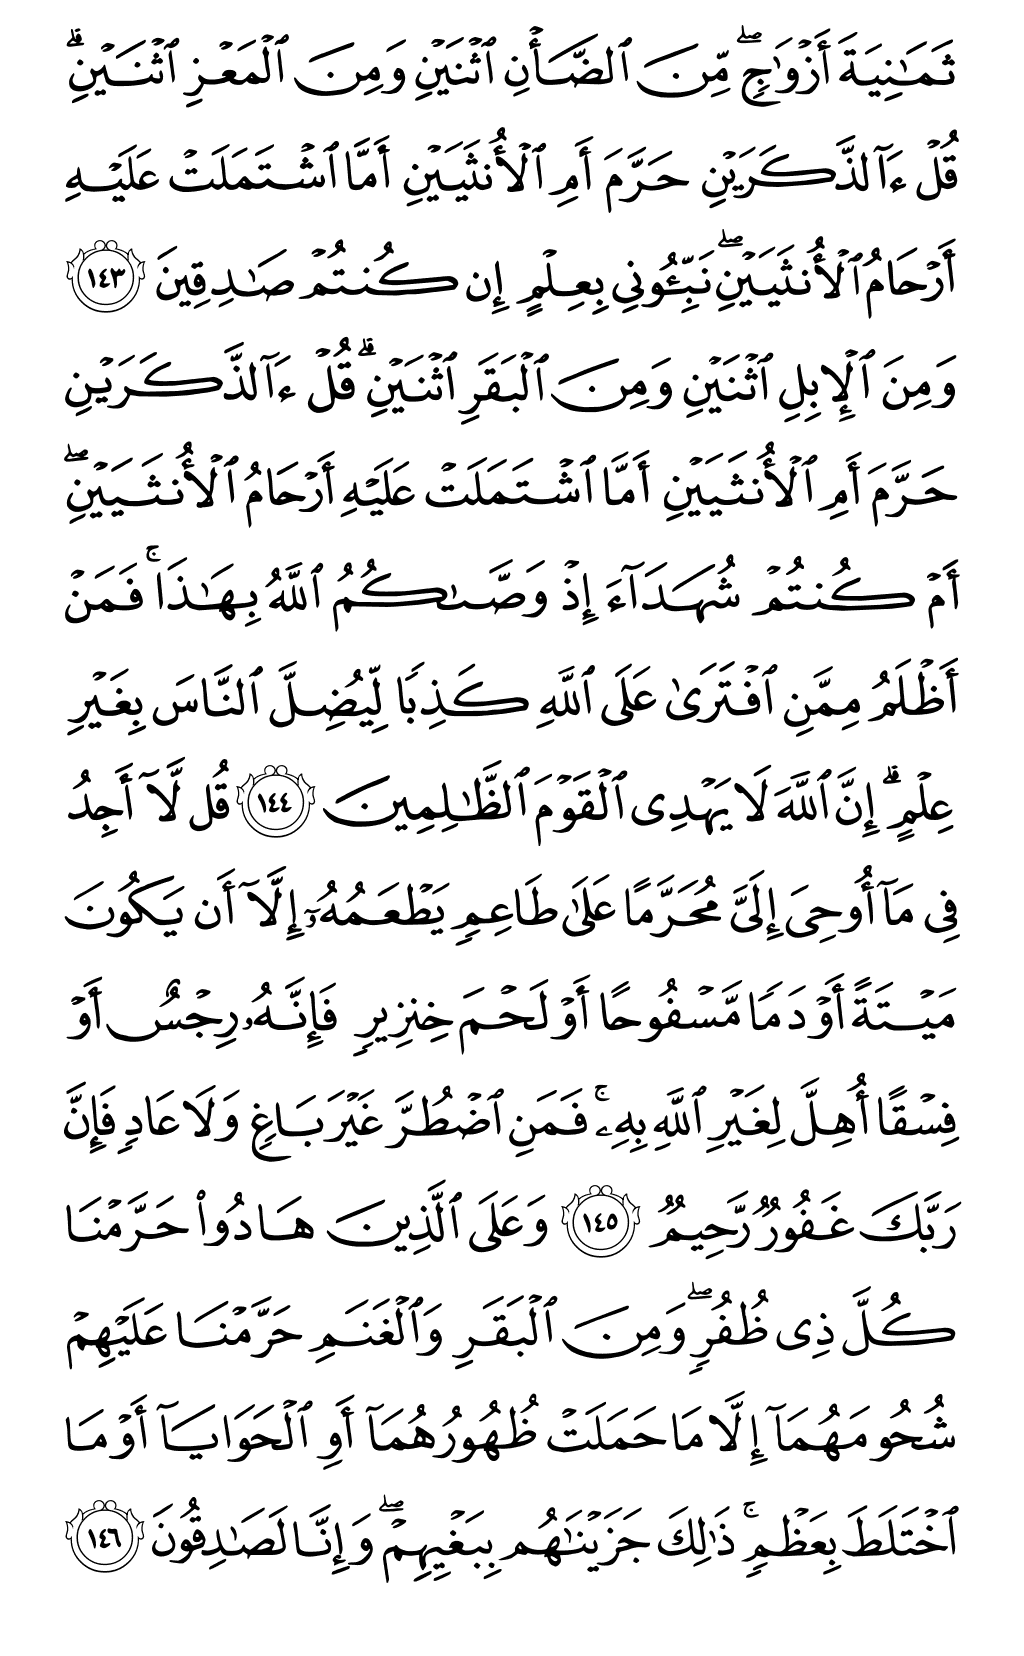 ثَمَٰنِيَةَ أَزۡوَٰجٖۖ مِّنَ ٱلضَّأۡنِ ٱثۡنَيۡنِ وَمِنَ ٱلۡمَعۡزِ ٱثۡنَيۡنِۗ
قُلۡ ءَآلذَّكَرَيۡنِ حَرَّمَ أَمِ ٱلۡأُنثَيَيۡنِ أَمَّا ٱشۡتَمَلَتۡ عَلَيۡهِ
أَرۡحَامُ ٱلۡأُنثَيَيۡنِۖ نَبِّـُٔونِي بِعِلۡمٍ إِن كُنتُمۡ صَٰدِقِينَ ١٤٣
وَمِنَ ٱلۡإِبِلِ ٱثۡنَيۡنِ وَمِنَ ٱلۡبَقَرِ ٱثۡنَيۡنِۗ قُلۡ ءَآلذَّكَرَيۡنِ
حَرَّمَ أَمِ ٱلۡأُنثَيَيۡنِ أَمَّا ٱشۡتَمَلَتۡ عَلَيۡهِ أَرۡحَامُ ٱلۡأُنثَيَيۡنِۖ
أَمۡ كُنتُمۡ شُهَدَآءَ إِذۡ وَصَّىٰكُمُ ٱللَّهُ بِهَٰذَاۚ فَمَنۡ
أَظۡلَمُ مِمَّنِ ٱفۡتَرَىٰ عَلَى ٱللَّهِ كَذِبٗا لِّيُضِلَّ ٱلنَّاسَ بِغَيۡرِ
عِلۡمٍۗ إِنَّ ٱللَّهَ لَا يَهۡدِي ٱلۡقَوۡمَ ٱلظَّٰلِمِينَ ١٤٤ قُل لَّآ أَجِدُ
فِي مَآ أُوحِيَ إِلَيَّ مُحَرَّمًا عَلَىٰ طَاعِمٖ يَطۡعَمُهُۥٓ إِلَّآ أَن يَكُونَ
مَيۡتَةً أَوۡ دَمٗا مَّسۡفُوحًا أَوۡ لَحۡمَ خِنزِيرٖ فَإِنَّهُۥ رِجۡسٌ أَوۡ
فِسۡقًا أُهِلَّ لِغَيۡرِ ٱللَّهِ بِهِۦۚ فَمَنِ ٱضۡطُرَّ غَيۡرَ بَاغٖ وَلَا عَادٖ فَإِنَّ
رَبَّكَ غَفُورٞ رَّحِيمٞ ١٤٥ وَعَلَى ٱلَّذِينَ هَادُواْ حَرَّمۡنَا
كُلَّ ذِي ظُفُرٖۖ وَمِنَ ٱلۡبَقَرِ وَٱلۡغَنَمِ حَرَّمۡنَا عَلَيۡهِمۡ
شُحُومَهُمَآ إِلَّا مَا حَمَلَتۡ ظُهُورُهُمَآ أَوِ ٱلۡحَوَايَآ أَوۡ مَا
ٱخۡتَلَطَ بِعَظۡمٖۚ ذَٰلِكَ جَزَيۡنَٰهُم بِبَغۡيِهِمۡۖ وَإِنَّا لَصَٰدِقُونَ ١٤٦